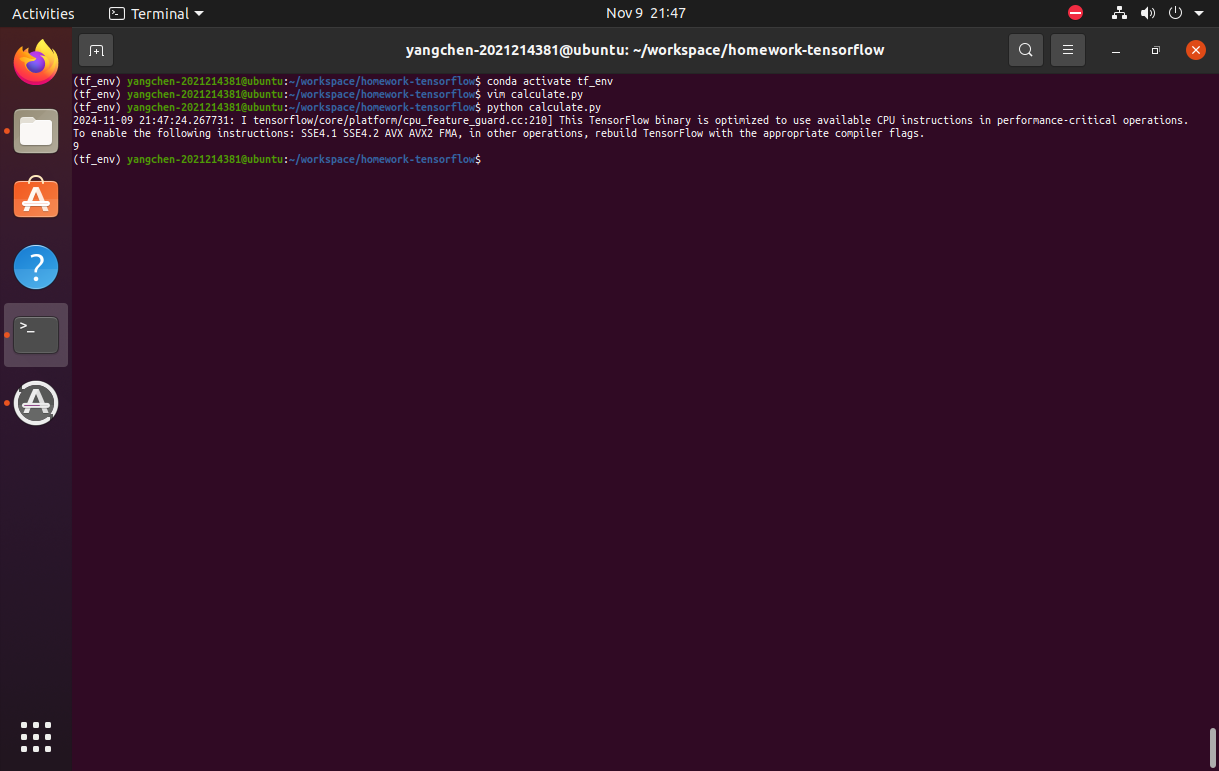 Activities
Terminal
Nov 9 21:47
yangchen-2021214381@ubuntu: ~/workspace/homework-tensorflow
(tf_env) yangchen-2021214381@ubuntu:~/workspace/homework-tensorflow$ conda activate tf_env
(tf_env) yangchen-2021214381@ubuntu:~/workspace/homework-tensorflow$ vim calculate.py
(tf_env) yangchen-2021214381@ubuntu:~/workspace/homework-tensorflow$ python calculate.py
2024-11-09 21:47:24.267731: I tensorflow/core/platform/cpu_feature_guard.cc:210] This TensorFlow binary is optimized to use available CPU instructions in performance-critical operations.
To enable the following instructions: SSE4.1 SSE4.2 AVX AVX2 FMA, in other operations, rebuild TensorFlow with the appropriate compiler flags.
9
(tf_env) yangchen-2021214381@ubuntu:~/workspace/homework-tensorflow$